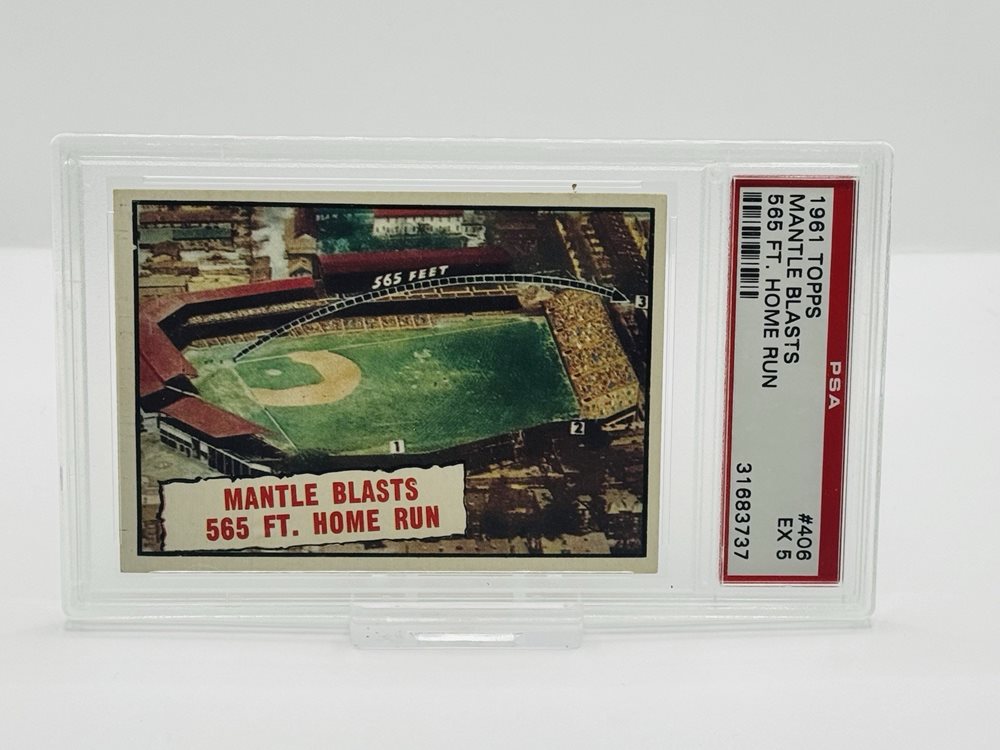 565 FEET
3
1
2
MANTLE BLASTS
565 FT. HOME RUN
PSA
1961 TOPPS
#406
MANTLE BLASTS
EX 5
565 FT. HOME RUN
31683737